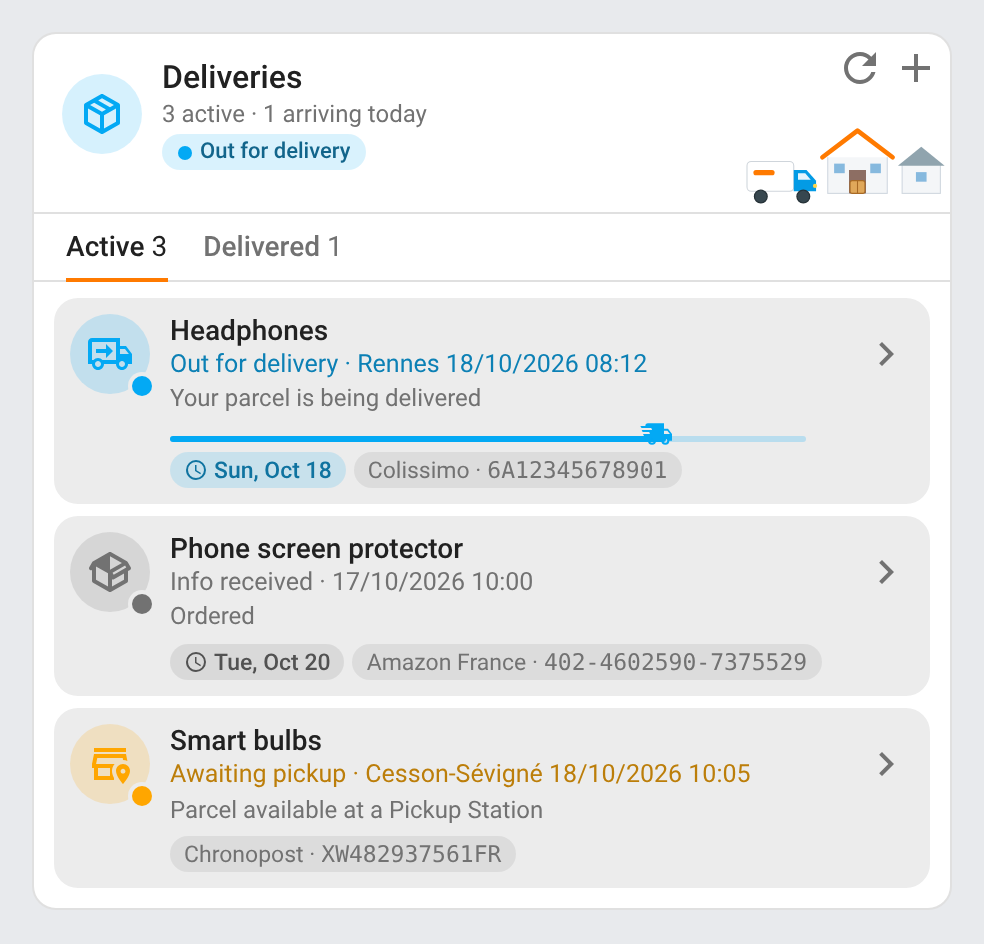 Deliveries
3 active · 1 arriving today
Out for delivery
Active 3
Delivered 1
Headphones
Out for delivery · Rennes 18/10/2026 08:12
Your parcel is being delivered
Sun, Oct 18
Colissimo · 6A12345678901
Phone screen protector
Info received · 17/10/2026 10:00
Ordered
Tue, Oct 20
Amazon France · 402-4602590-7375529
Smart bulbs
Awaiting pickup · Cesson-Sévigné 18/10/2026 10:05
Parcel available at a Pickup Station
Chronopost · XW482937561FR